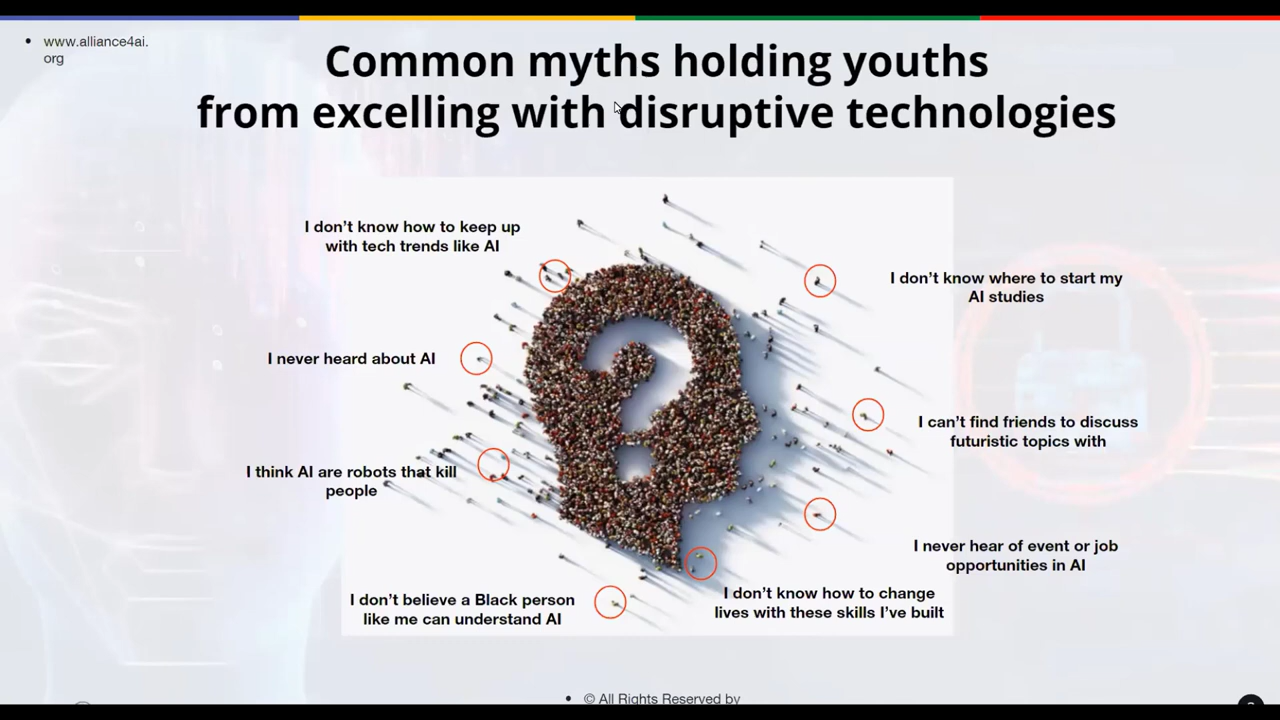 • www.alliance4ai.
org
Common myths holding youths
from excelling with disruptive technologies
I don’t know how to keep up
with tech trends like AI
I don’t know where to start my
AI studies
I never heard about AI
I can’t find friends to discuss
futuristic topics with
I think AI are robots that kill
people
I never hear of event or job
opportunities in AI
I don’t believe a Black person
like me can understand AI
I don’t know how to change
lives with these skills I’ve built
• © All Rights Reserved by